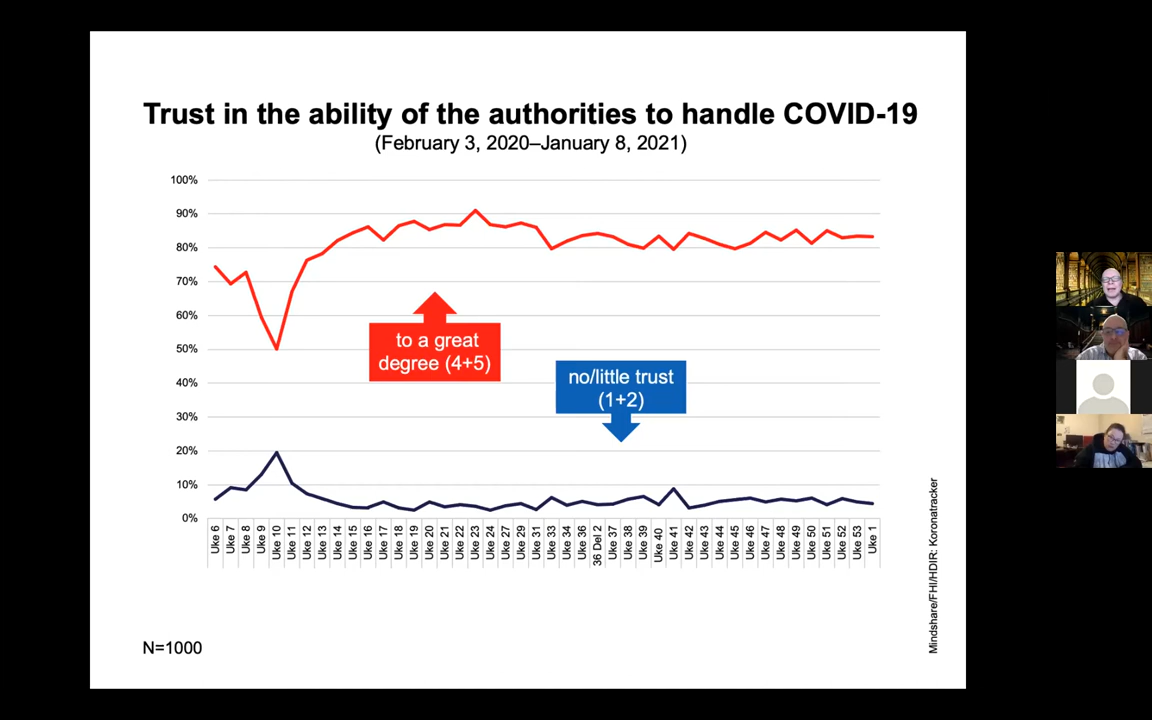 Trust in the ability of the authorities to handle COVID-19
(February 3, 2020–January 8, 2021)
100%
90%
80%
70%
60%
50%
40%
30%
20%
10%
0%
to a great
degree (4+5)
no/little trust
(1+2)
Uke 6
Uke 7
Uke 8
Uke 9
Uke 10
Uke 11
Uke 12
Uke 13
Uke 14
Uke 15
Uke 16
Uke 17
Uke 18
Uke 19
Uke 20
Uke 21
Uke 22
Uke 23
Uke 24
Uke 27
Uke 29
Uke 31
Uke 33
Uke 34
Uke 36
36 Del 2
Uke 37
Uke 38
Uke 39
Uke 40
Uke 41
Uke 42
Uke 43
Uke 44
Uke 45
Uke 46
Uke 47
Uke 48
Uke 49
Uke 50
Uke 51
Uke 52
Uke 53
Uke 1
Mindshare/FHI/HDIR: Koronatracker
N=1000